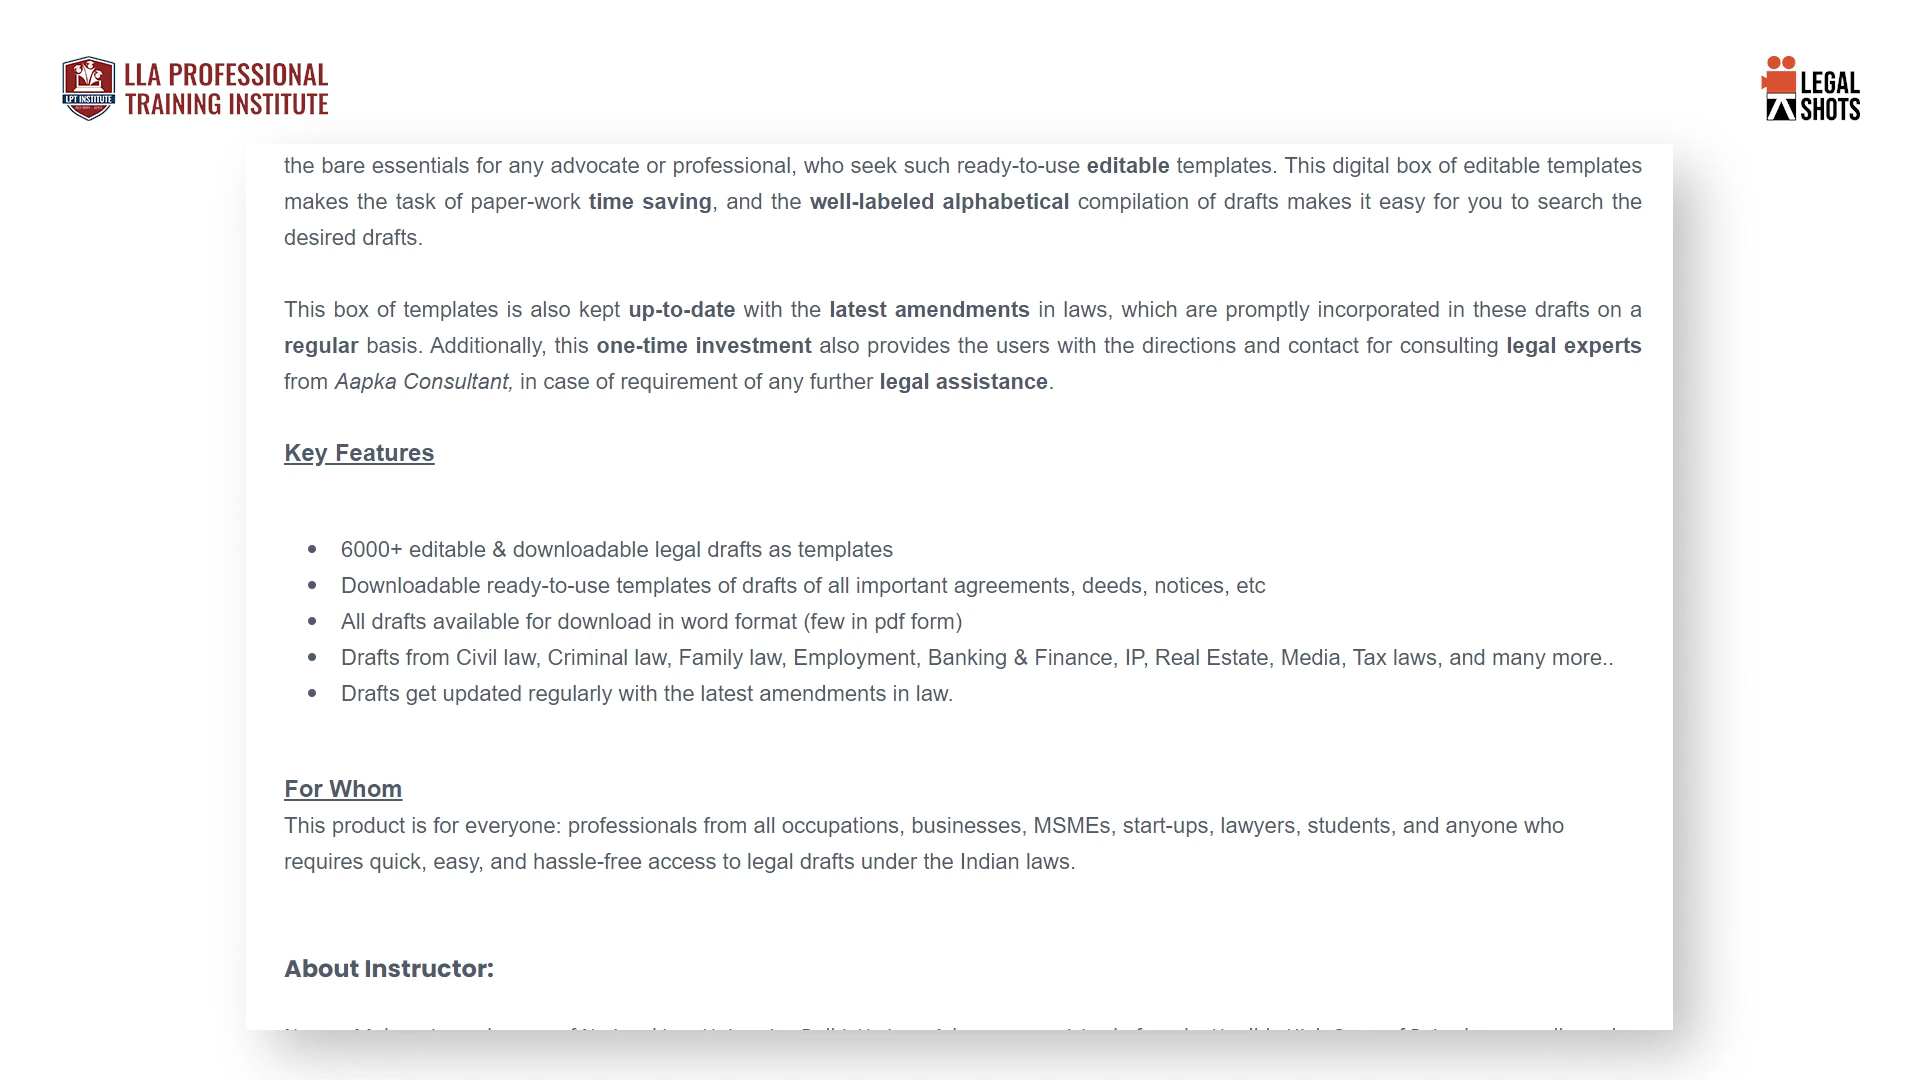 LLA PROFESSIONAL
TRAINING INSTITUTE
LPT INSTITUTE
LEGAL
SHOTS
the bare essentials for any advocate or professional, who seek such ready-to-use editable templates. This digital box of editable templates
makes the task of paper-work time saving, and the well-labeled alphabetical compilation of drafts makes it easy for you to search the
desired drafts.
This box of templates is also kept up-to-date with the latest amendments in laws, which are promptly incorporated in these drafts on a
regular basis. Additionally, this one-time investment also provides the users with the directions and contact for consulting legal experts
from Aapka Consultant, in case of requirement of any further legal assistance.
Key Features
• 6000+ editable & downloadable legal drafts as templates
• Downloadable ready-to-use templates of drafts of all important agreements, deeds, notices, etc
• All drafts available for download in word format (few in pdf form)
• Drafts from Civil law, Criminal law, Family law, Employment, Banking & Finance, IP, Real Estate, Media, Tax laws, and many more..
• Drafts get updated regularly with the latest amendments in law.
For Whom
This product is for everyone: professionals from all occupations, businesses, MSMEs, start-ups, lawyers, students, and anyone who
requires quick, easy, and hassle-free access to legal drafts under the Indian laws.
About Instructor: